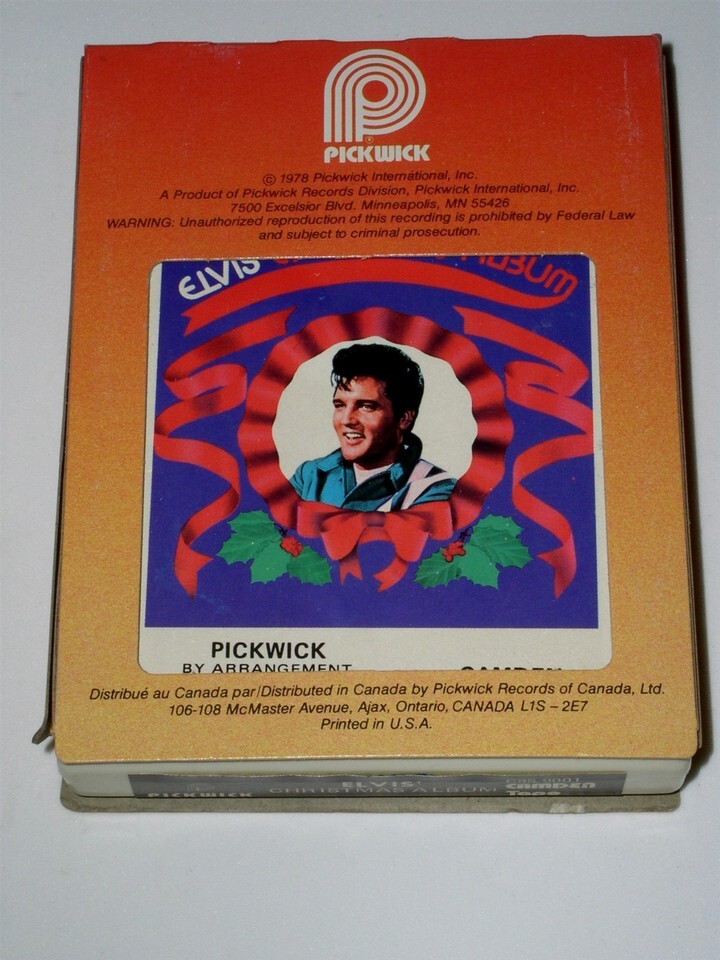 PICKWICK
© 1978 Pickwick International, Inc.
A Product of Pickwick Records Division, Pickwick International, Inc.
7500 Excelsior Blvd. Minneapolis, MN 55426
WARNING: Unauthorized reproduction of this recording is prohibited by Federal Law
and subject to criminal prosecution.
ELVIS' ALBUM
PICKWICK
BY ARRANGEMENT CAMDEN
Distribué au Canada par/Distributed in Canada by Pickwick Records of Canada, Ltd.
106-108 McMaster Avenue, Ajax, Ontario, CANADA L1S – 2E7
Printed in U.S.A.
PICKWICK
ELVIS'
CHRISTMAS ALBUM
CAMDEN
Tape